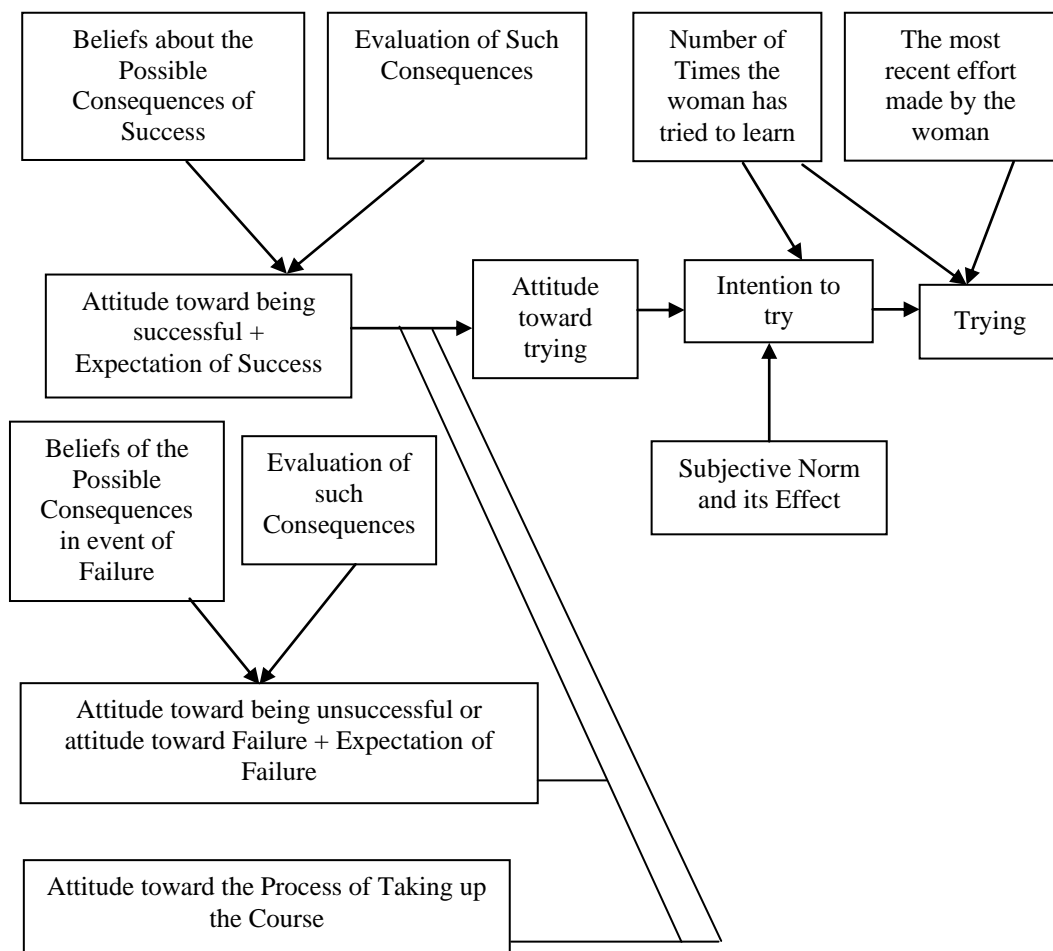 Beliefs about the
Possible
Consequences of
Success
Evaluation of Such
Consequences
Number of
Times the
woman has
tried to learn
The most
recent effort
made by the
woman
Attitude toward being
successful +
Expectation of Success
Attitude
toward
trying
Intention to
try
Trying
Beliefs of the
Possible
Consequences
in event of
Failure
Evaluation of
such
Consequences
Subjective Norm
and its Effect
Attitude toward being unsuccessful or
attitude toward Failure + Expectation of
Failure
Attitude toward the Process of Taking up
the Course